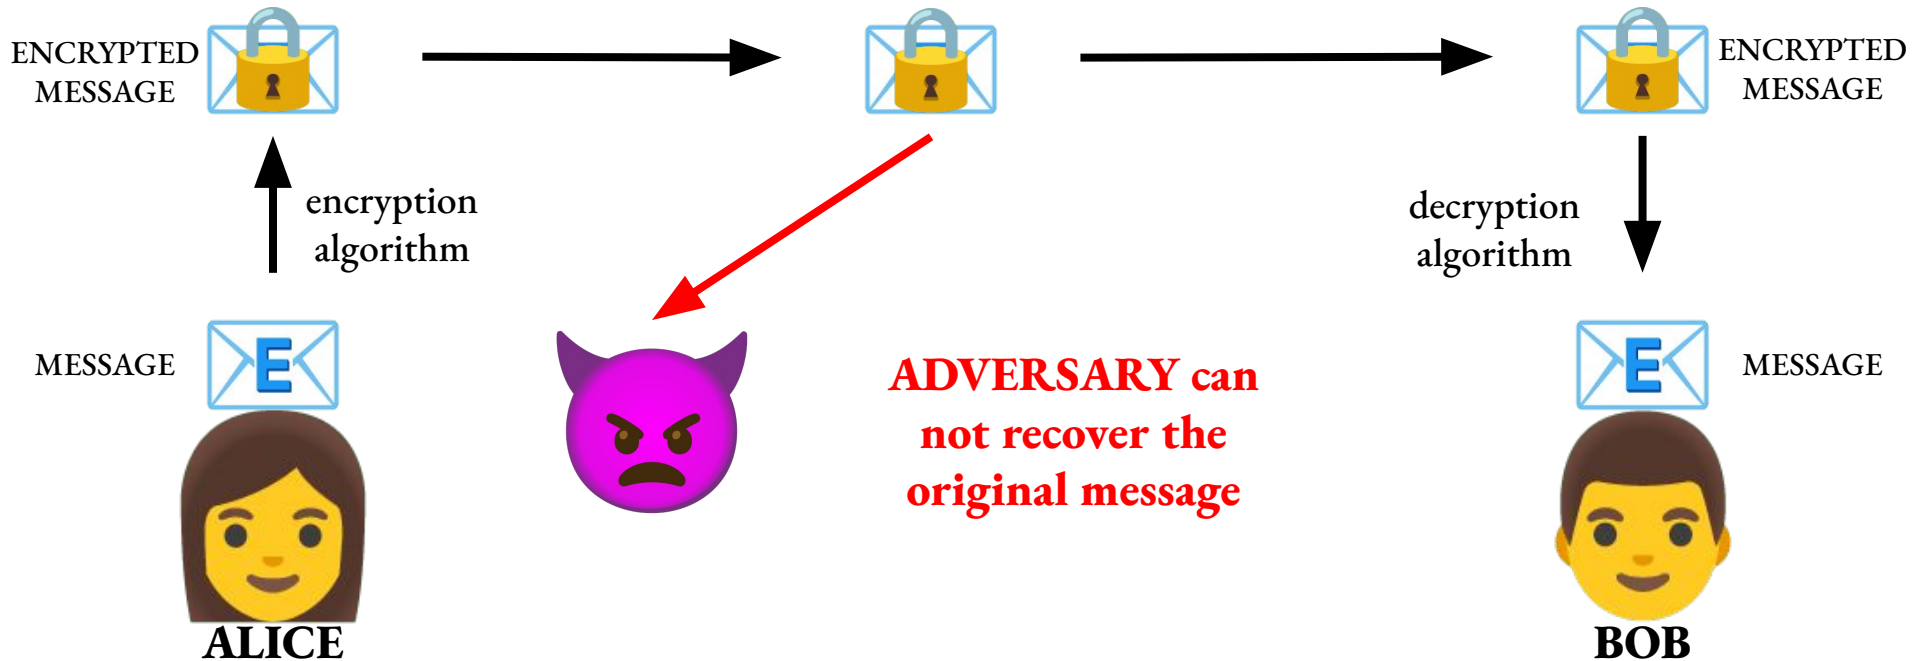 ENCRYPTED
MESSAGE
ENCRYPTED
MESSAGE
encryption
algorithm
decryption
algorithm
MESSAGE
E
ADVERSARY can
not recover the
original message
E
MESSAGE
ALICE
BOB